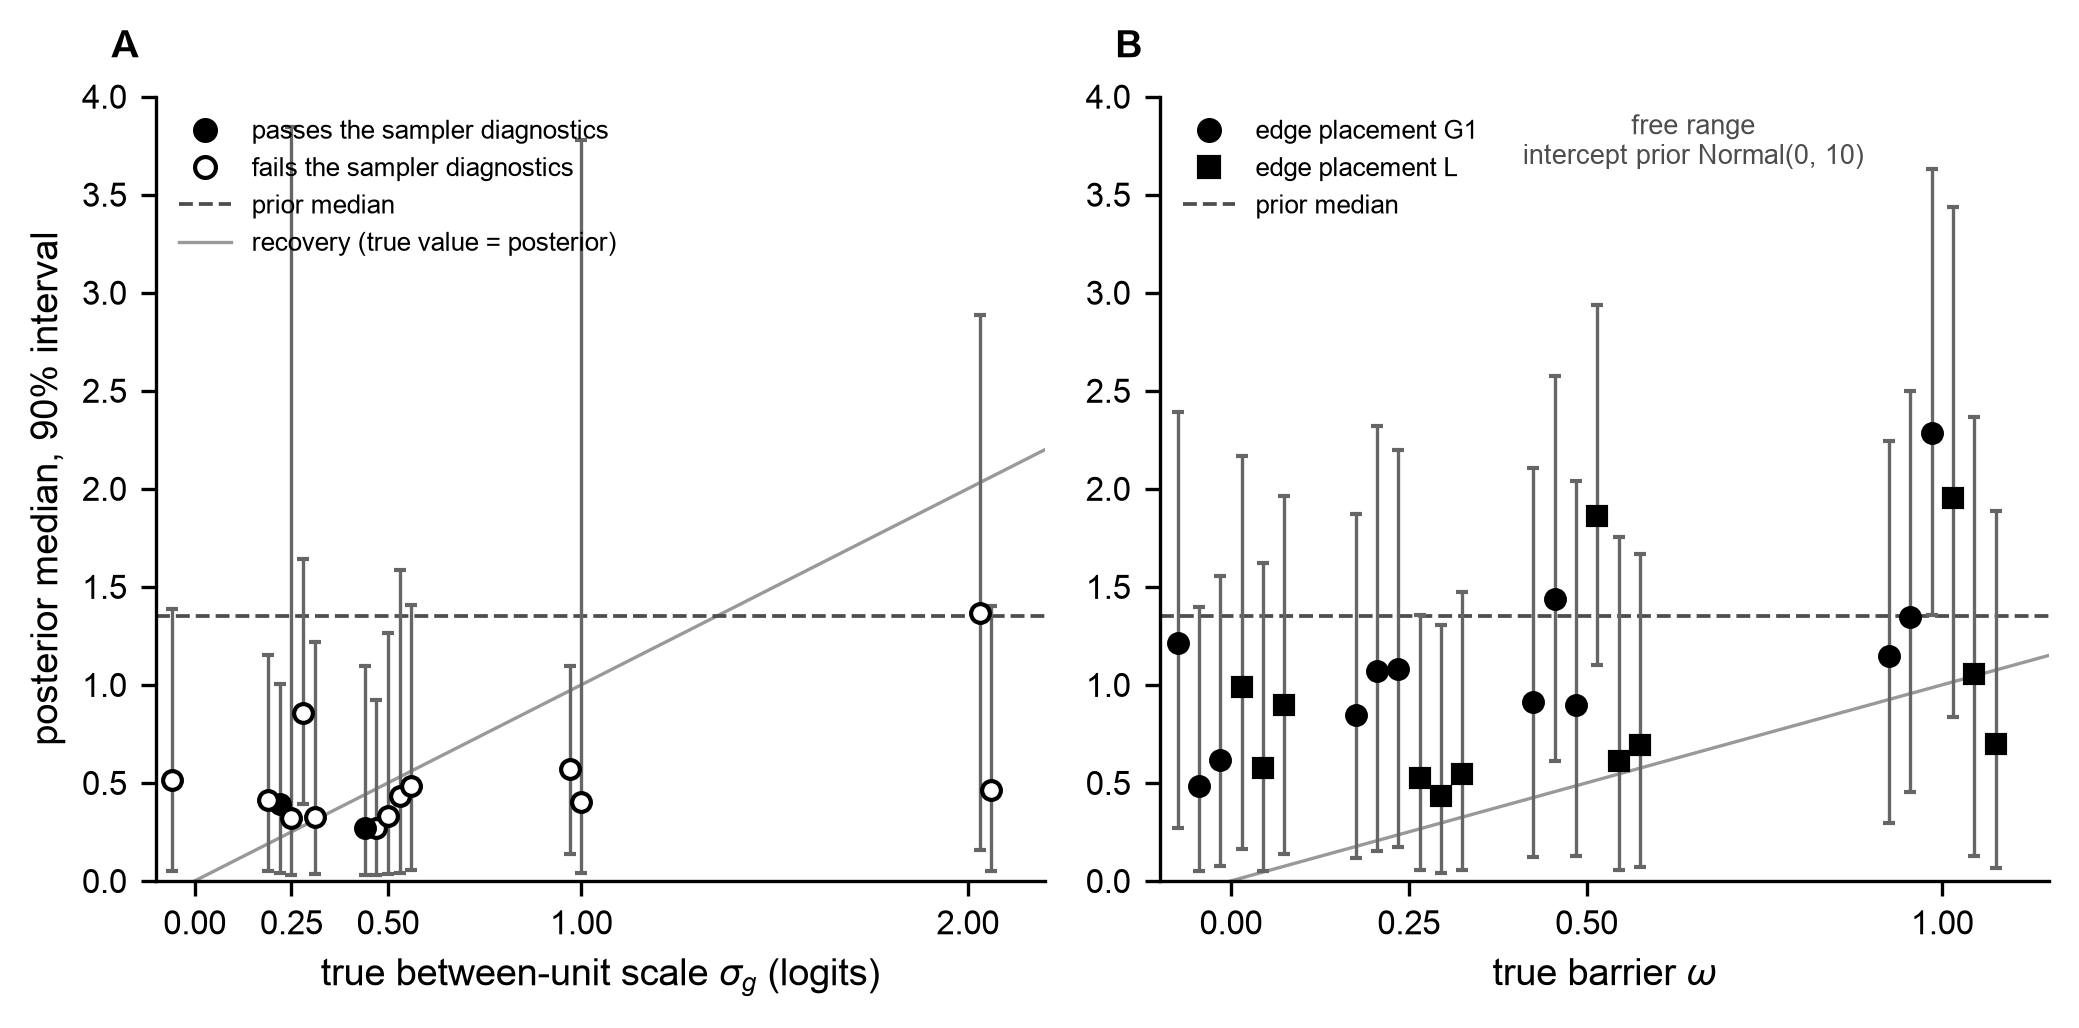 A
posterior median, 90% interval
4.0
3.5
3.0
2.5
2.0
1.5
1.0
0.5
0.0
passes the sampler diagnostics
fails the sampler diagnostics
prior median
recovery (true value = posterior)
0.00 0.25 0.50 1.00 2.00
true between-unit scale σg (logits)
B
4.0
3.5
3.0
2.5
2.0
1.5
1.0
0.5
0.0
edge placement G1
edge placement L
prior median
free range
intercept prior Normal(0, 10)
0.00 0.25 0.50 1.00
true barrier ω